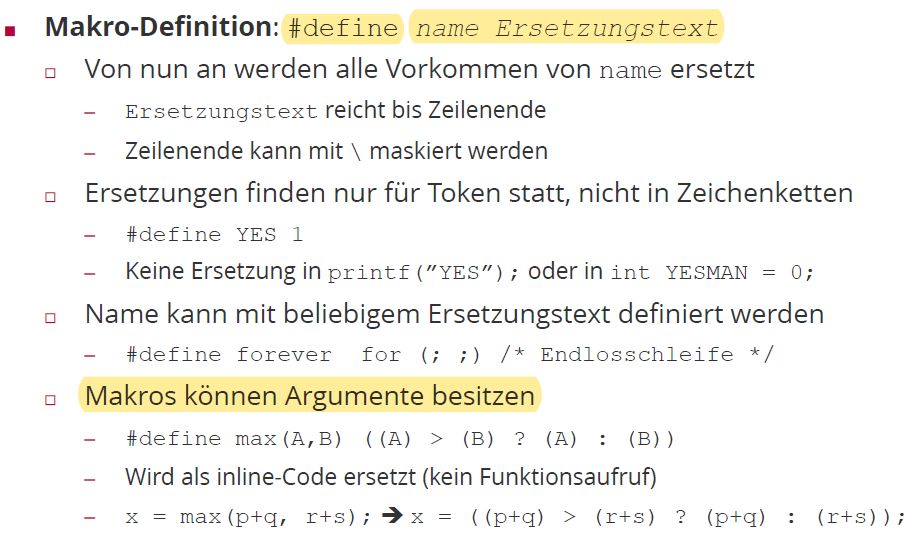 Makro-Definition: #define name Ersetzungstext
Von nun an werden alle Vorkommen von name ersetzt
– Ersetzungstext reicht bis Zeilenende
– Zeilenende kann mit \ maskiert werden
Ersetzungen finden nur für Token statt, nicht in Zeichenketten
– #define YES 1
– Keine Ersetzung in printf(”YES”); oder in int YESMAN = 0;
Name kann mit beliebigem Ersetzungstext definiert werden
– #define forever  for (; ;) /* Endlosschleife */
Makros können Argumente besitzen
– #define max(A,B) ((A) > (B) ? (A) : (B))
– Wird als inline-Code ersetzt (kein Funktionsaufruf)
– x = max(p+q, r+s); ➔ x = ((p+q) > (r+s) ? (p+q) : (r+s));